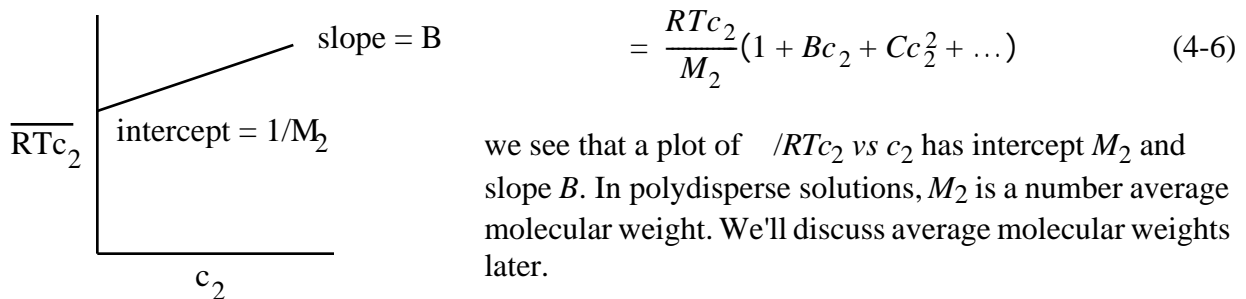 slope = B
RTc₂
intercept = 1/M₂
c₂
= RTc₂/M₂ (1 + Bc₂ + Cc₂² + …) (4-6)
we see that a plot of /RTc₂ vs c₂ has intercept M₂ and
slope B. In polydisperse solutions, M₂ is a number average
molecular weight. We'll discuss average molecular weights
later.